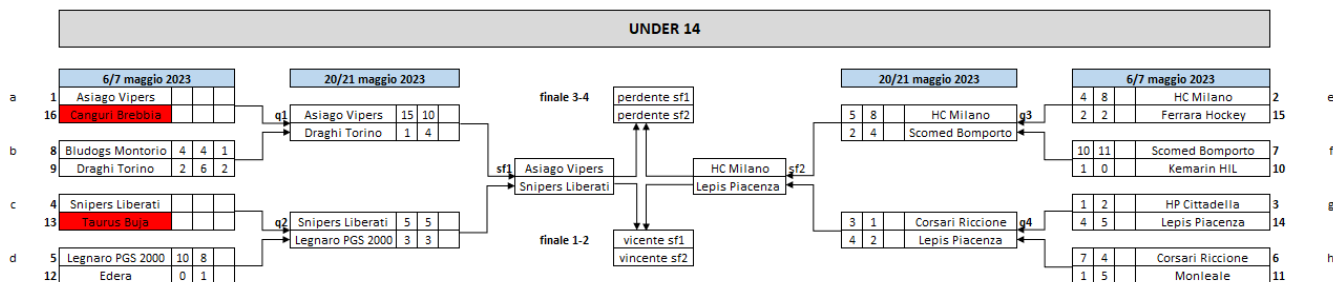 UNDER 14
6/7 maggio 2023
20/21 maggio 2023
20/21 maggio 2023
6/7 maggio 2023
a 1 Asiago Vipers
16 Canguri Brebbia
b 8 Bludogs Montorio 4 4 1
9 Draghi Torino 2 6 2
c 4 Snipers Liberati
13 Taurus Buja
d 5 Legnaro PGS 2000 10 8
12 Edera 0 1
q1 Asiago Vipers 15 10
Draghi Torino 1 4
q2 Snipers Liberati 5 5
Legnaro PGS 2000 3 3
sf1 Asiago Vipers
Snipers Liberati
finale 3-4 perdente sf1
perdente sf2
finale 1-2 vicente sf1
vincente sf2
HC Milano sf2
Lepis Piacenza
5 8 HC Milano q3
2 4 Scomed Bomporto
3 1 Corsari Riccione q4
4 2 Lepis Piacenza
4 8 HC Milano 2 e
2 2 Ferrara Hockey 15
10 11 Scomed Bomporto 7 f
1 0 Kemarin HIL 10
1 2 HP Cittadella 3 g
4 5 Lepis Piacenza 14
7 4 Corsari Riccione 6 h
1 5 Monleale 11